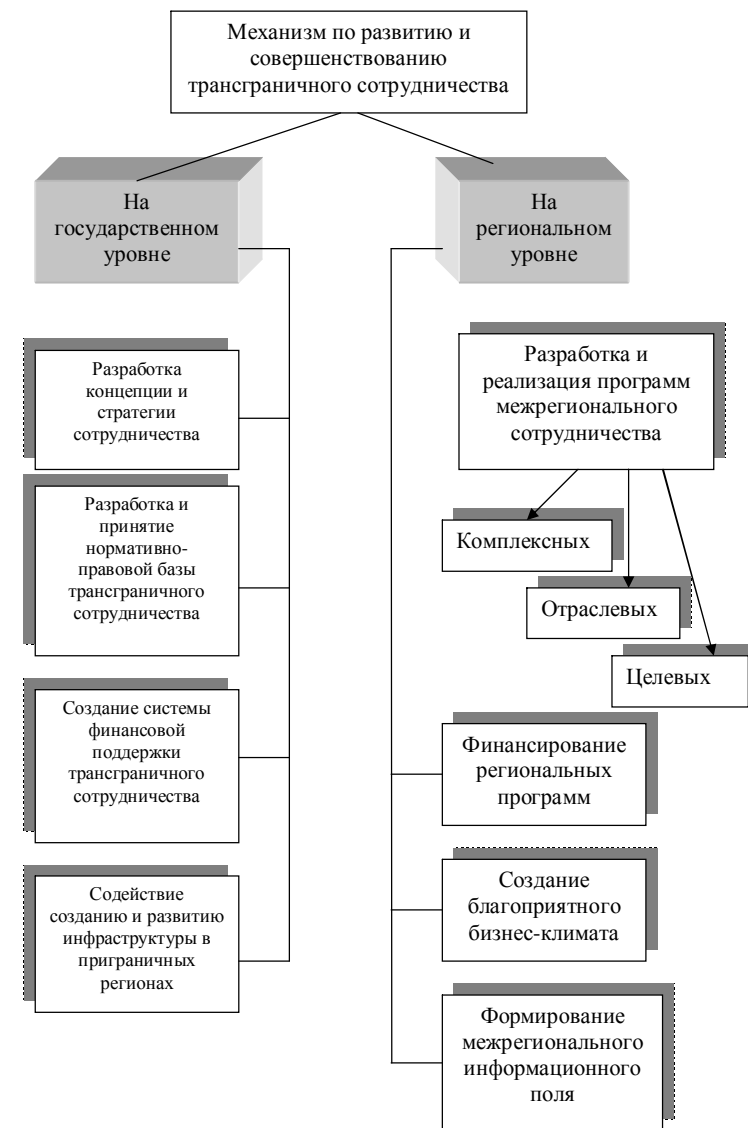 Механизм по развитию и
совершенствованию
трансграничного сотрудничества
На
государственном
уровне
Разработка
концепции и
стратегии
сотрудничества
Разработка и
принятие
нормативно-
правовой базы
трансграничного
сотрудничества
Создание системы
финансовой
поддержки
трансграничного
сотрудничества
Содействие
созданию и развитию
инфраструктуры в
приграничных
регионах
На
региональном
уровне
Разработка и
реализация программ
межрегионального
сотрудничества
Комплексных
Отраслевых
Целевых
Финансирование
региональных
программ
Создание
благоприятного
бизнес-климата
Формирование
межрегионального
информационного
поля